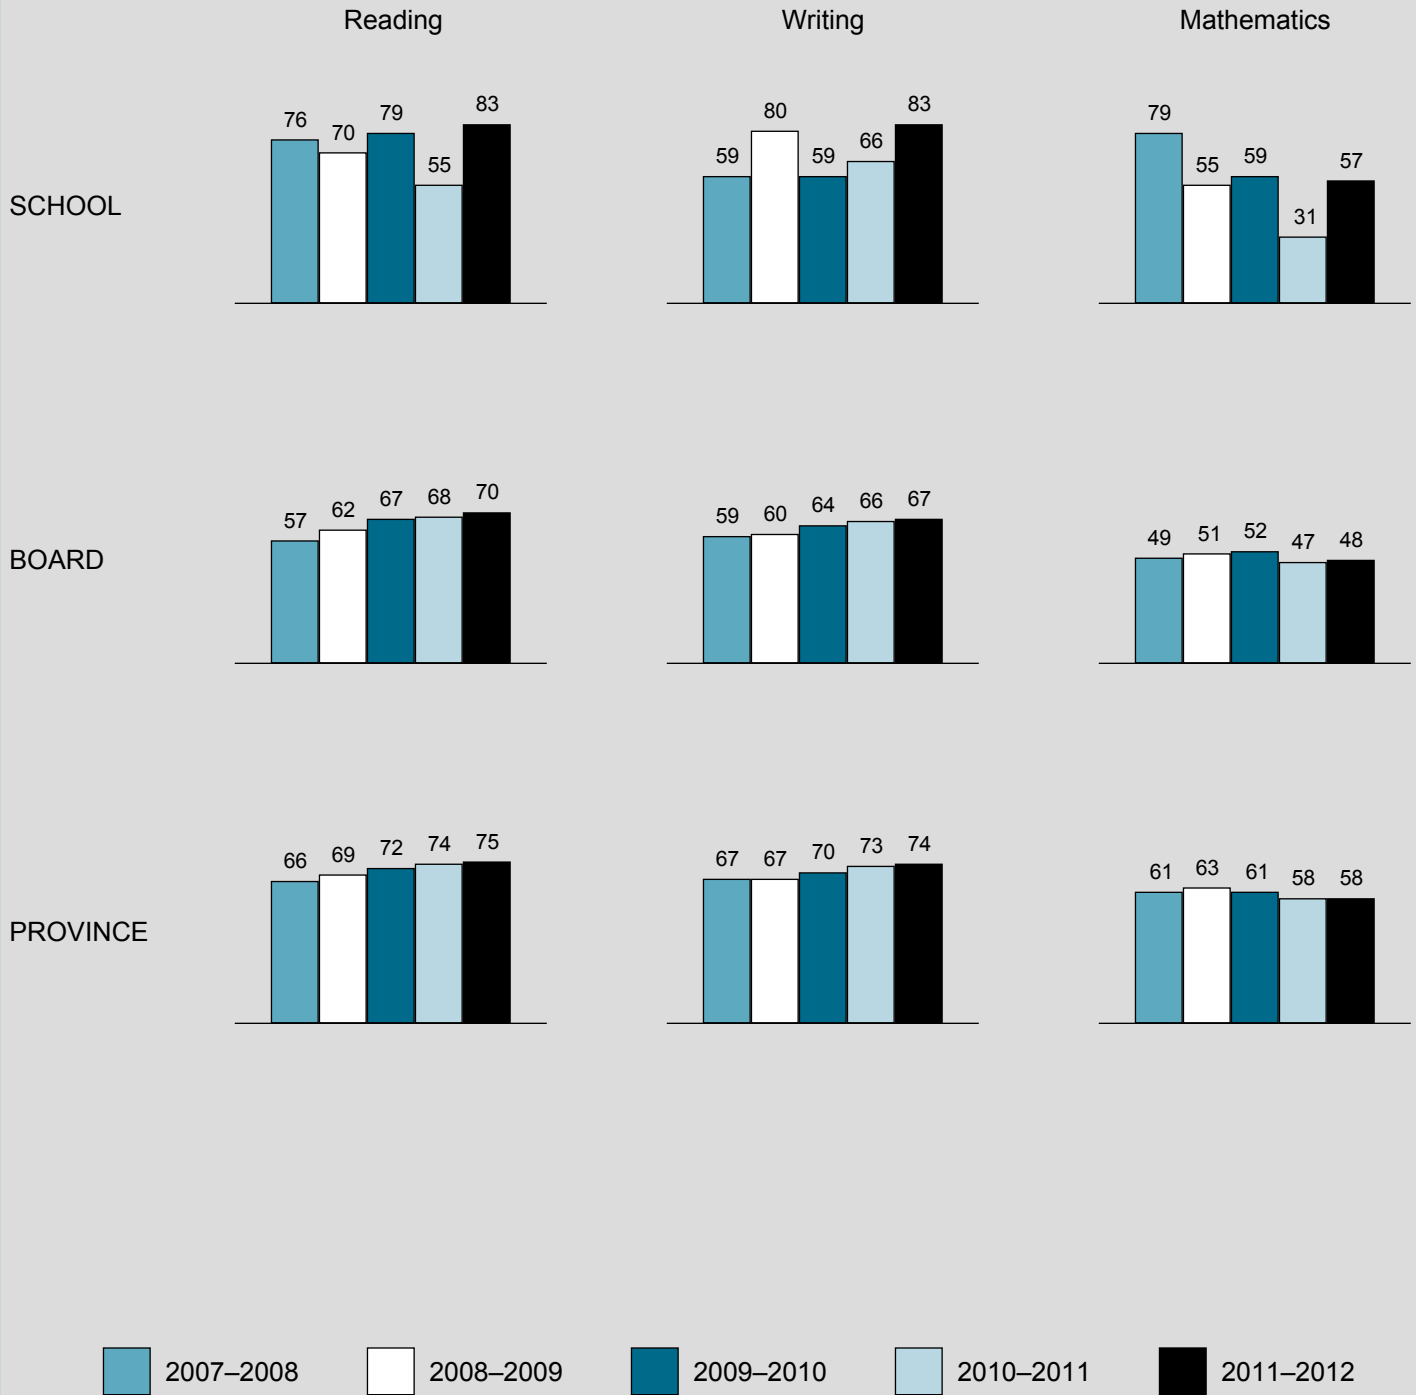 Reading Writing Mathematics
SCHOOL
76 70 79 55 83
59 80 59 66 83
79 55 59 31 57
BOARD
57 62 67 68 70
59 60 64 66 67
49 51 52 47 48
PROVINCE
66 69 72 74 75
67 67 70 73 74
61 63 61 58 58
2007–2008 2008–2009 2009–2010 2010–2011 2011–2012